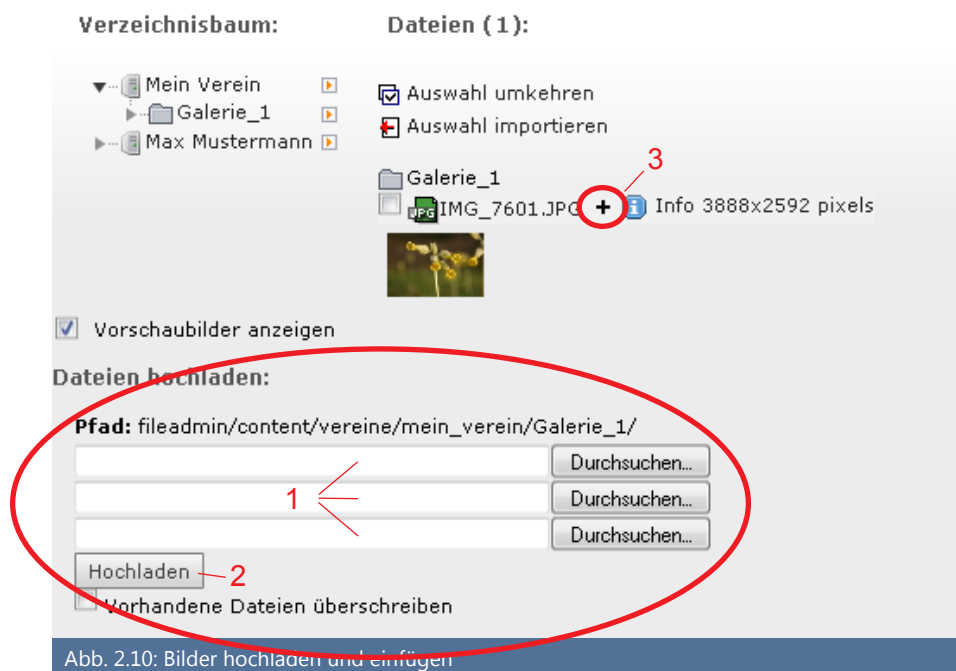 Verzeichnisbaum:
Dateien (1):
Mein Verein
Galerie_1
Max Mustermann
Auswahl umkehren
Auswahl importieren
3
Galerie_1
JPG IMG_7601.JPG + i Info 3888x2592 pixels
Vorschaubilder anzeigen
Dateien hochladen:
Pfad: fileadmin/content/vereine/mein_verein/Galerie_1/
Durchsuchen...
1 Durchsuchen...
Durchsuchen...
Hochladen 2
Vorhandene Dateien überschreiben
Abb. 2.10: Bilder hochladen und einfügen